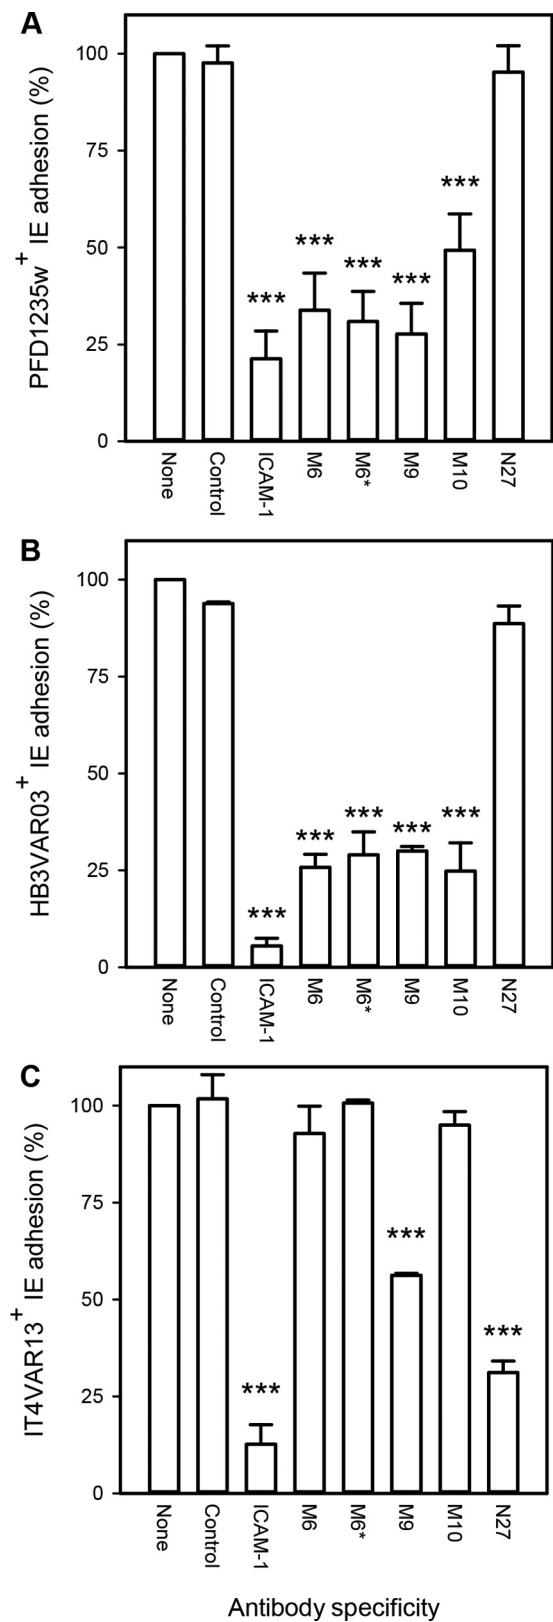 A
PFD1235w+ IE adhesion (%)
100
75
50
25
0
***
***
***
***
***
None
Control
ICAM-1
M6
M6*
M9
M10
N27
B
HB3VAR03+ IE adhesion (%)
100
75
50
25
0
***
***
***
***
***
None
Control
ICAM-1
M6
M6*
M9
M10
N27
C
IT4VAR13+ IE adhesion (%)
100
75
50
25
0
***
***
***
None
Control
ICAM-1
M6
M6*
M9
M10
N27
Antibody specificity